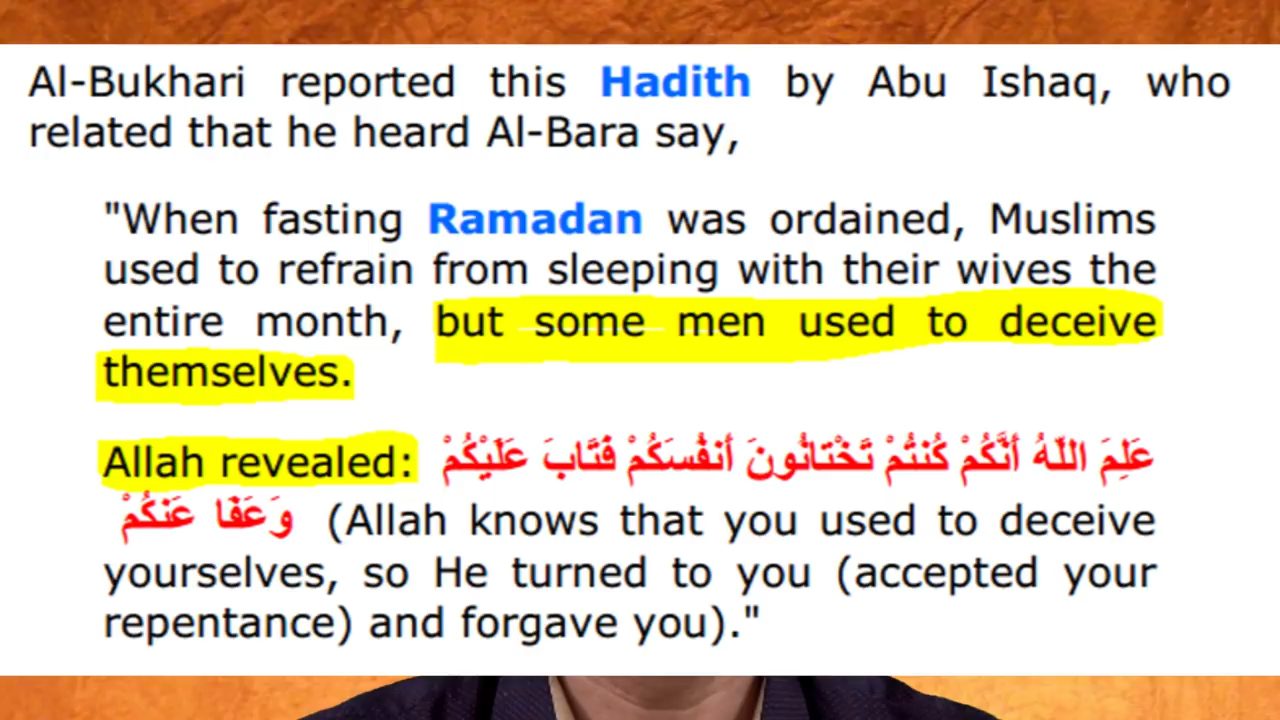 Al-Bukhari reported this Hadith by Abu Ishaq, who
related that he heard Al-Bara say,
"When fasting Ramadan was ordained, Muslims
used to refrain from sleeping with their wives the
entire month, but some men used to deceive
themselves.
Allah revealed: عَلِمَ اللَّهُ أَنَّكُمْ كُنتُمْ تَخْتَانُونَ أَنفُسَكُمْ فَتَابَ عَلَيْكُمْ
وَعَفَا عَنكُمْ (Allah knows that you used to deceive
yourselves, so He turned to you (accepted your
repentance) and forgave you)."